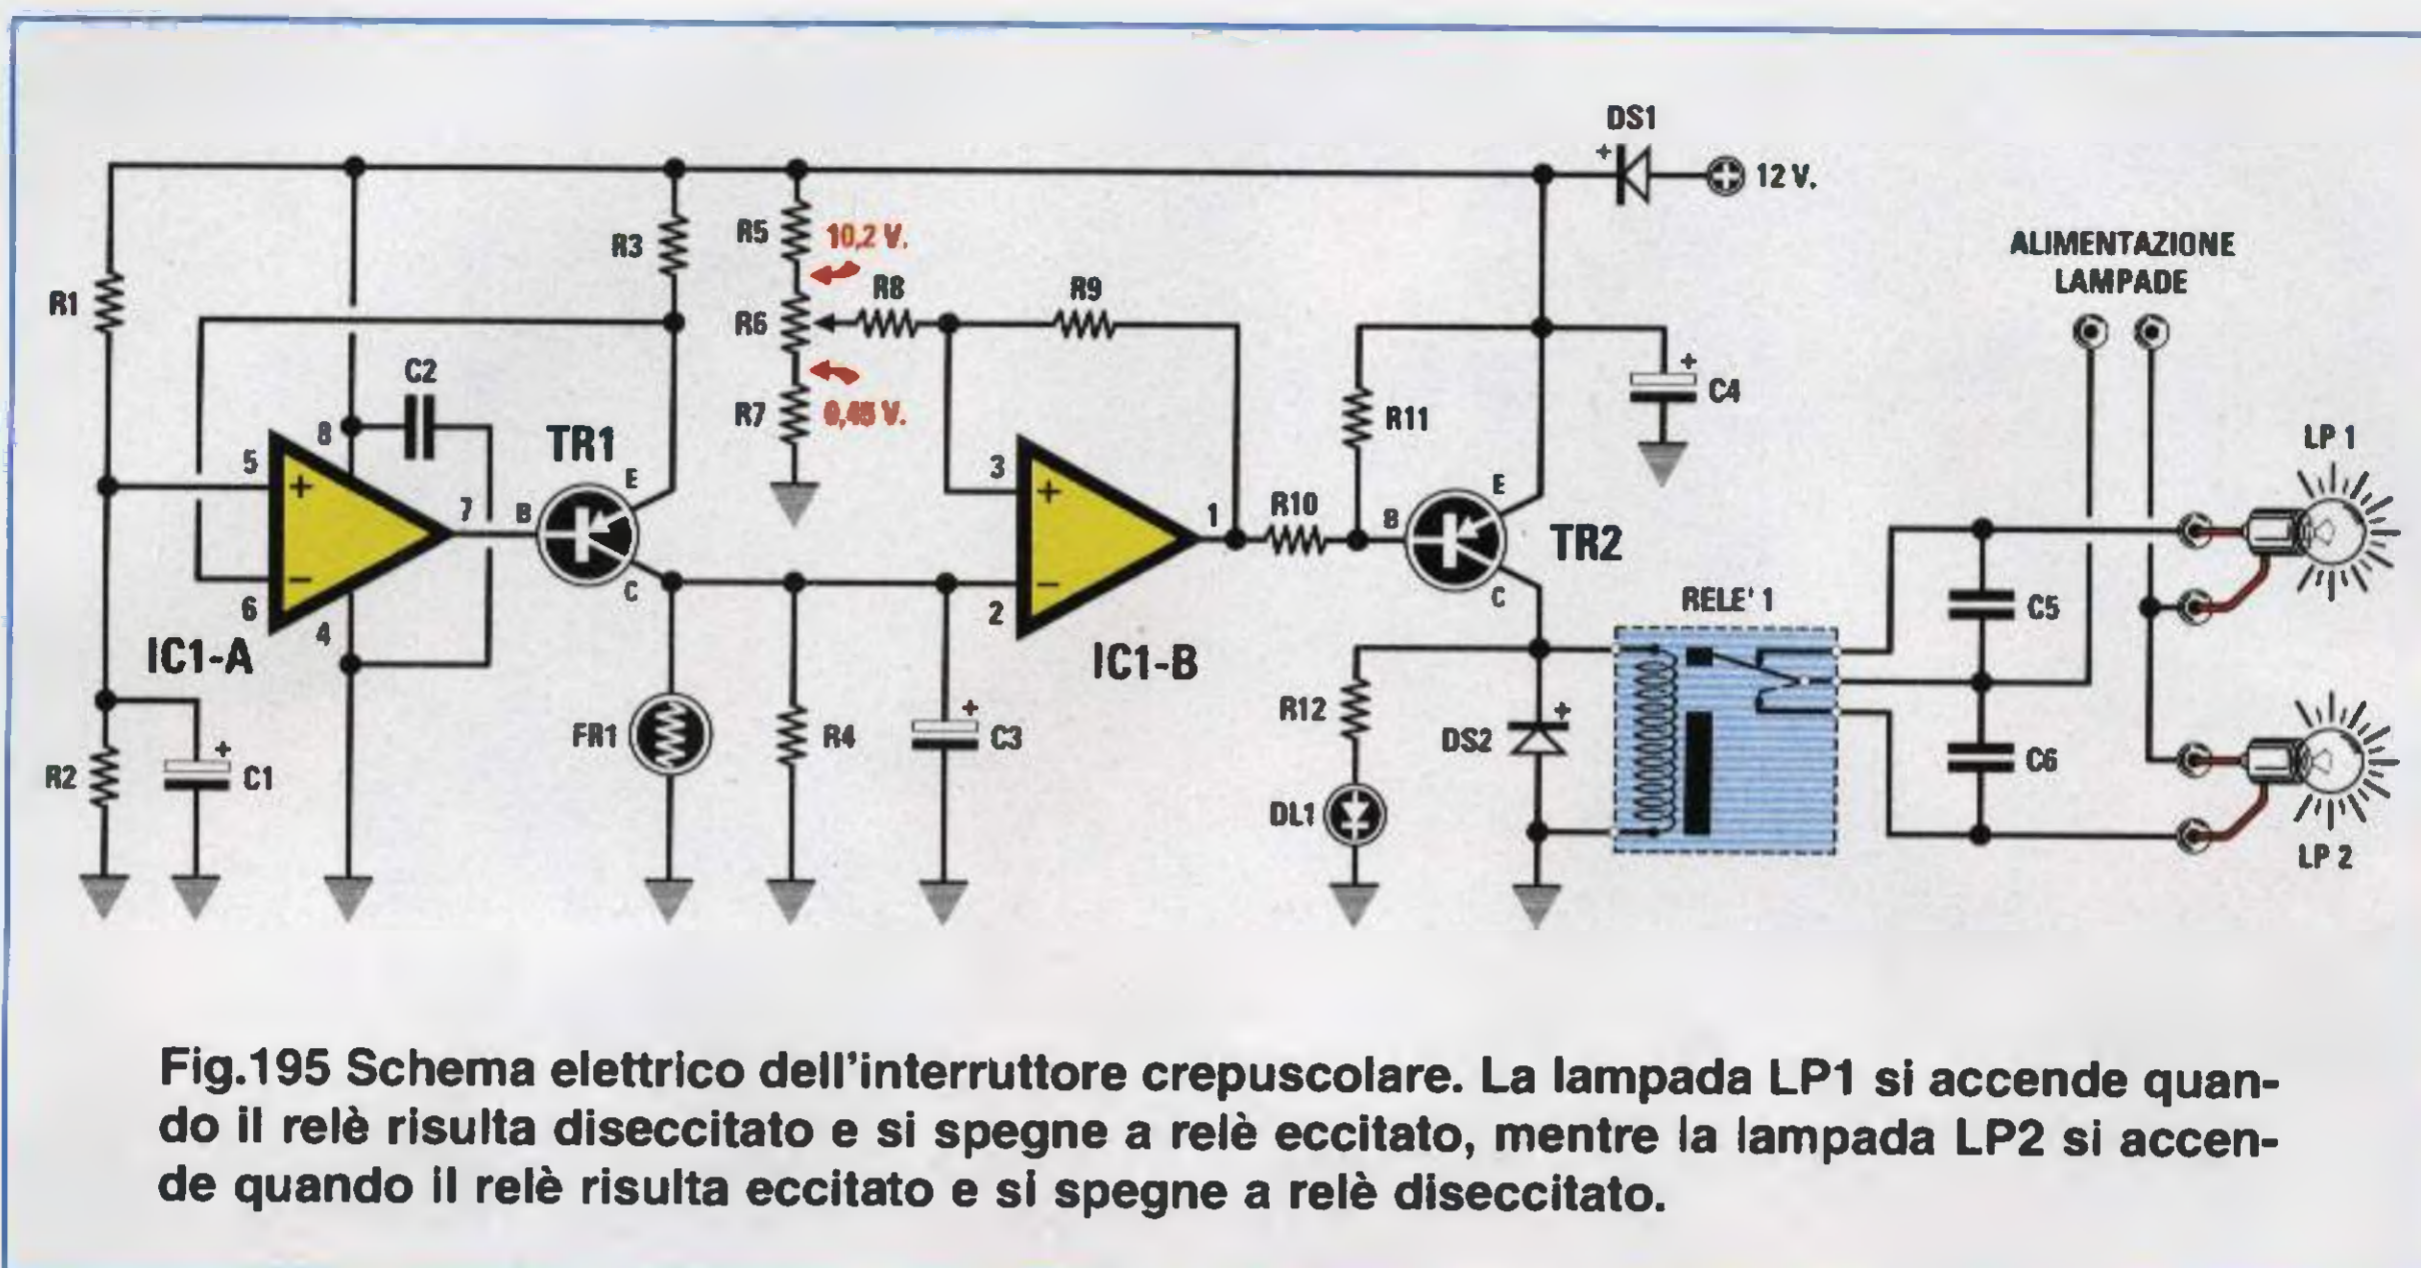 DS1
+
12 V.
R3
R5
10,2 V.
ALIMENTAZIONE
LAMPADE
R1
R6
R8
R9
C2
R7
+
C4
R11
8
TR1
LP 1
5
+
E
3
+
E
7
B
1
R10
B
TR2
6
−
4
C
2
−
C
IC1-A
IC1-B
RELE' 1
C5
R2
+
C1
FR1
R4
+
C3
R12
DS2
+
C6
DL1
LP 2
Fig.195 Schema elettrico dell'interruttore crepuscolare. La lampada LP1 si accende quan-
do il relè risulta diseccitato e si spegne a relè eccitato, mentre la lampada LP2 si accen-
de quando il relè risulta eccitato e si spegne a relè diseccitato.